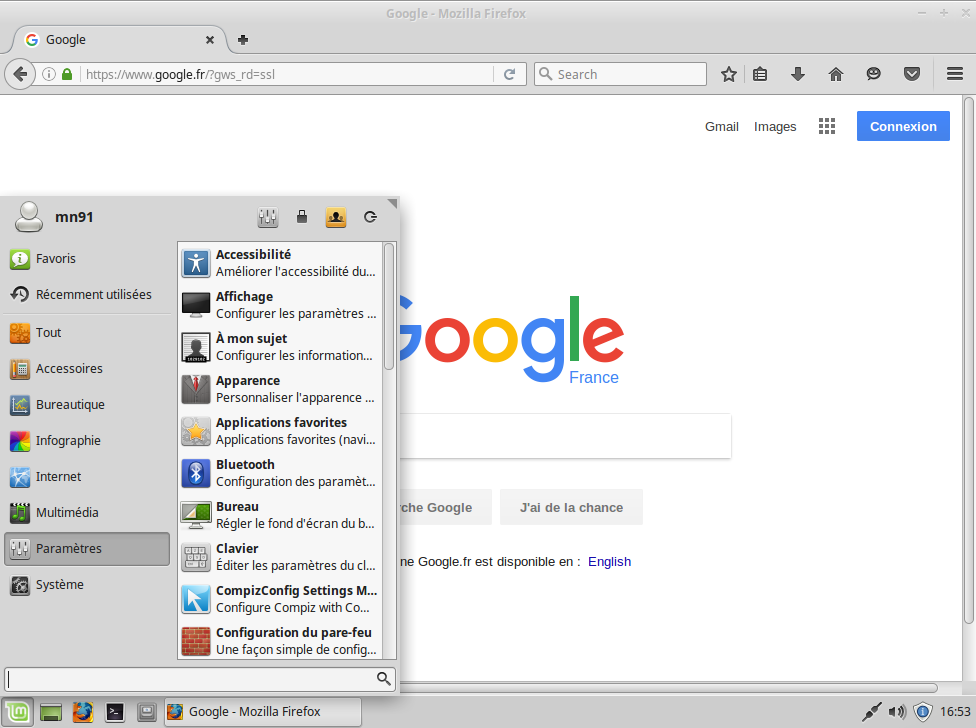 Google - Mozilla Firefox
Google
https://www.google.fr/?gws_rd=ssl
Search
Gmail Images Connexion
mn91
Favoris
Récemment utilisées
Tout
Accessoires
Bureautique
Infographie
Internet
Multimédia
Paramètres
Système
Accessibilité
Améliorer l'accessibilité du...
Affichage
Configurer les paramètres ...
À mon sujet
Configurer les information...
Apparence
Personnaliser l'apparence ...
Applications favorites
Applications favorites (navi...
Bluetooth
Configuration des paramèt...
Bureau
Régler le fond d'écran du b...
Clavier
Éditer les paramètres du cl...
CompizConfig Settings M...
Configure Compiz with Co...
Configuration du pare-feu
Une façon simple de config...
Google
France
rche Google
J'ai de la chance
ne Google.fr est disponible en : English
Google - Mozilla Firefox
16:53